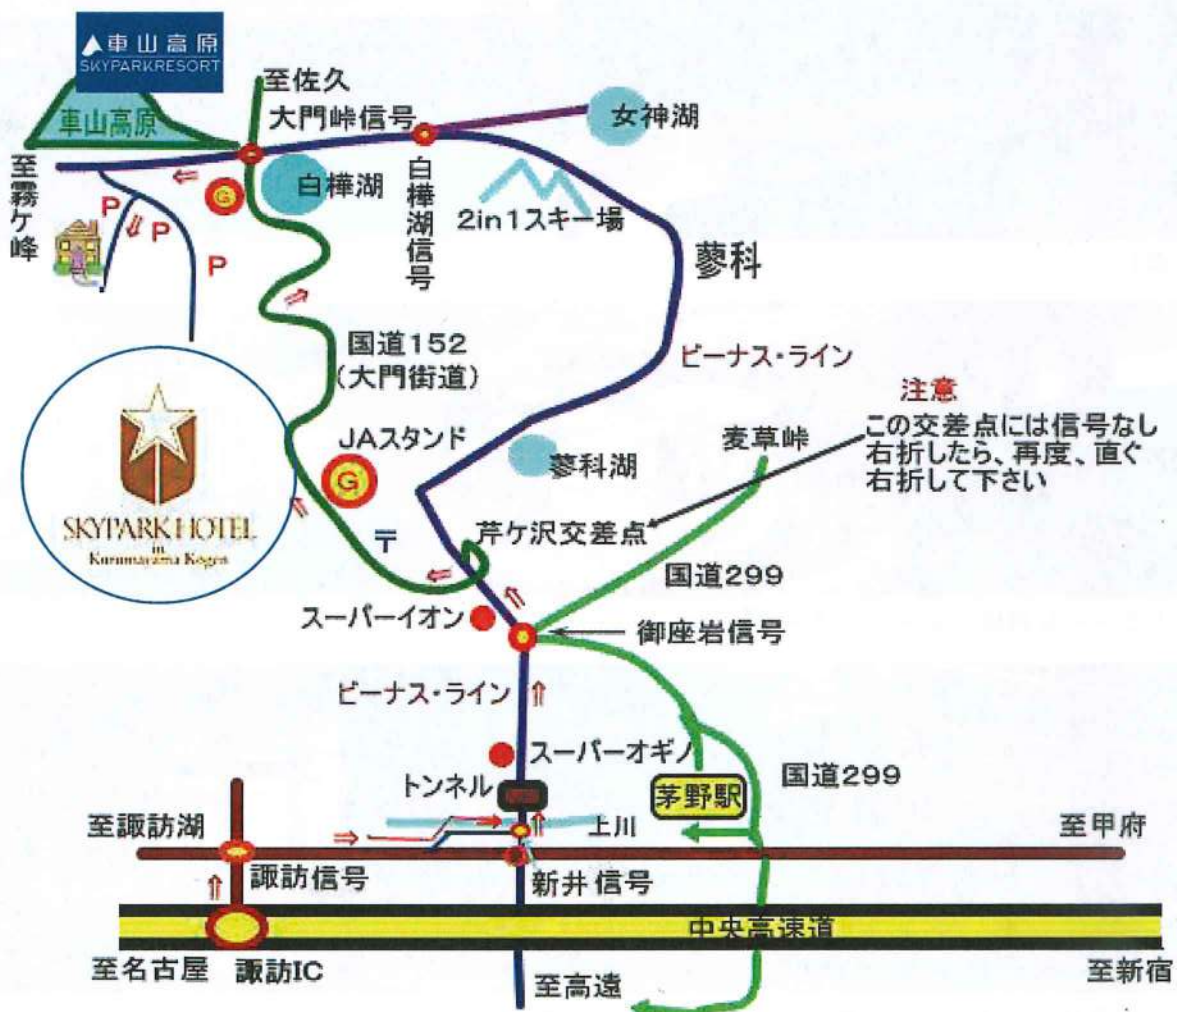 車山高原
SKYPARKRESORT
至佐久
車山高原
大門峠信号
女神湖
至霧ケ峰
P
P
P
G
白樺湖
白樺湖信号
2in1スキー場
蓼科
国道152
(大門街道)
ビーナス・ライン
注意
この交差点には信号なし
右折したら、再度、直ぐ
右折して下さい
JAスタンド
G
麦草峠
蓼科湖
SKYPARK HOTEL
in
Kurumayama Kogen
〒
芹ケ沢交差点
国道299
スーパーイオン
御座岩信号
ビーナス・ライン
スーパーオギノ
トンネル
茅野駅
国道299
至諏訪湖
上川
至甲府
諏訪信号
新井信号
中央高速道
至名古屋
諏訪IC
至高遠
至新宿